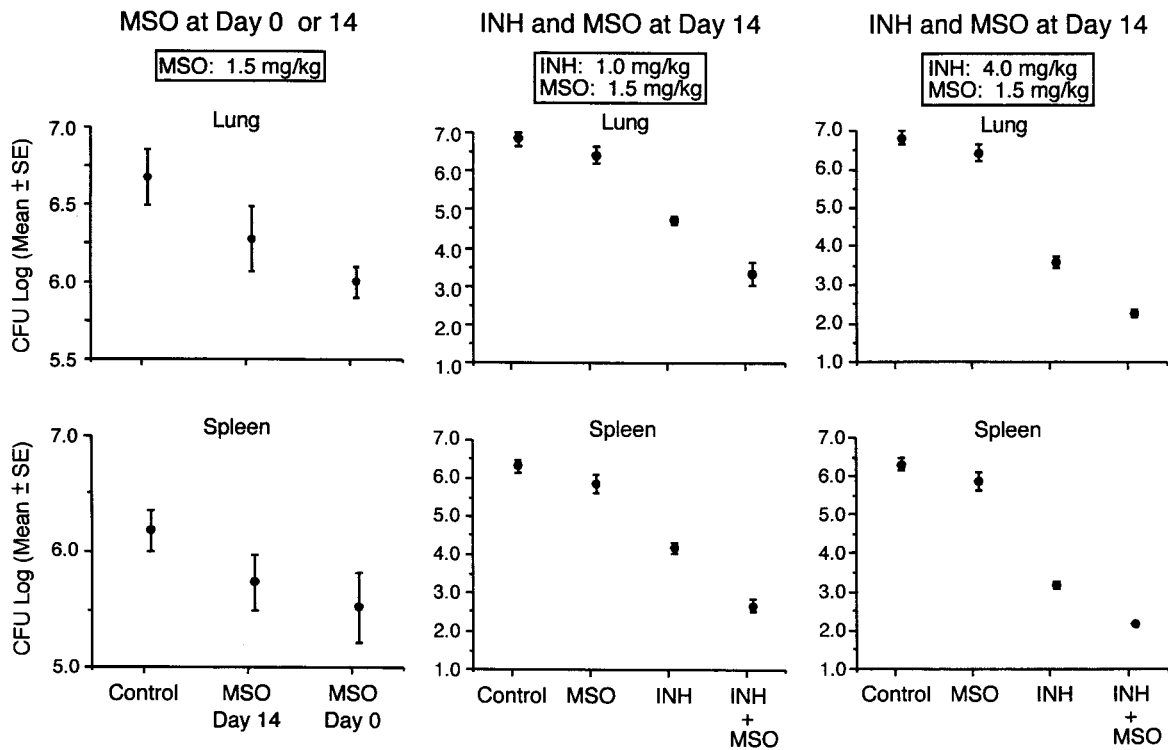 MSO at Day 0 or 14
MSO: 1.5 mg/kg
Lung
CFU Log (Mean ± SE)
7.0
6.5
6.0
5.5
INH and MSO at Day 14
INH: 1.0 mg/kg
MSO: 1.5 mg/kg
Lung
7.0
6.0
5.0
4.0
3.0
2.0
1.0
INH and MSO at Day 14
INH: 4.0 mg/kg
MSO: 1.5 mg/kg
Lung
7.0
6.0
5.0
4.0
3.0
2.0
1.0
Spleen
CFU Log (Mean ± SE)
7.0
6.0
5.0
Control
MSO
Day 14
MSO
Day 0
Spleen
7.0
6.0
5.0
4.0
3.0
2.0
1.0
Control
MSO
INH
INH
+
MSO
Spleen
7.0
6.0
5.0
4.0
3.0
2.0
1.0
Control
MSO
INH
INH
+
MSO